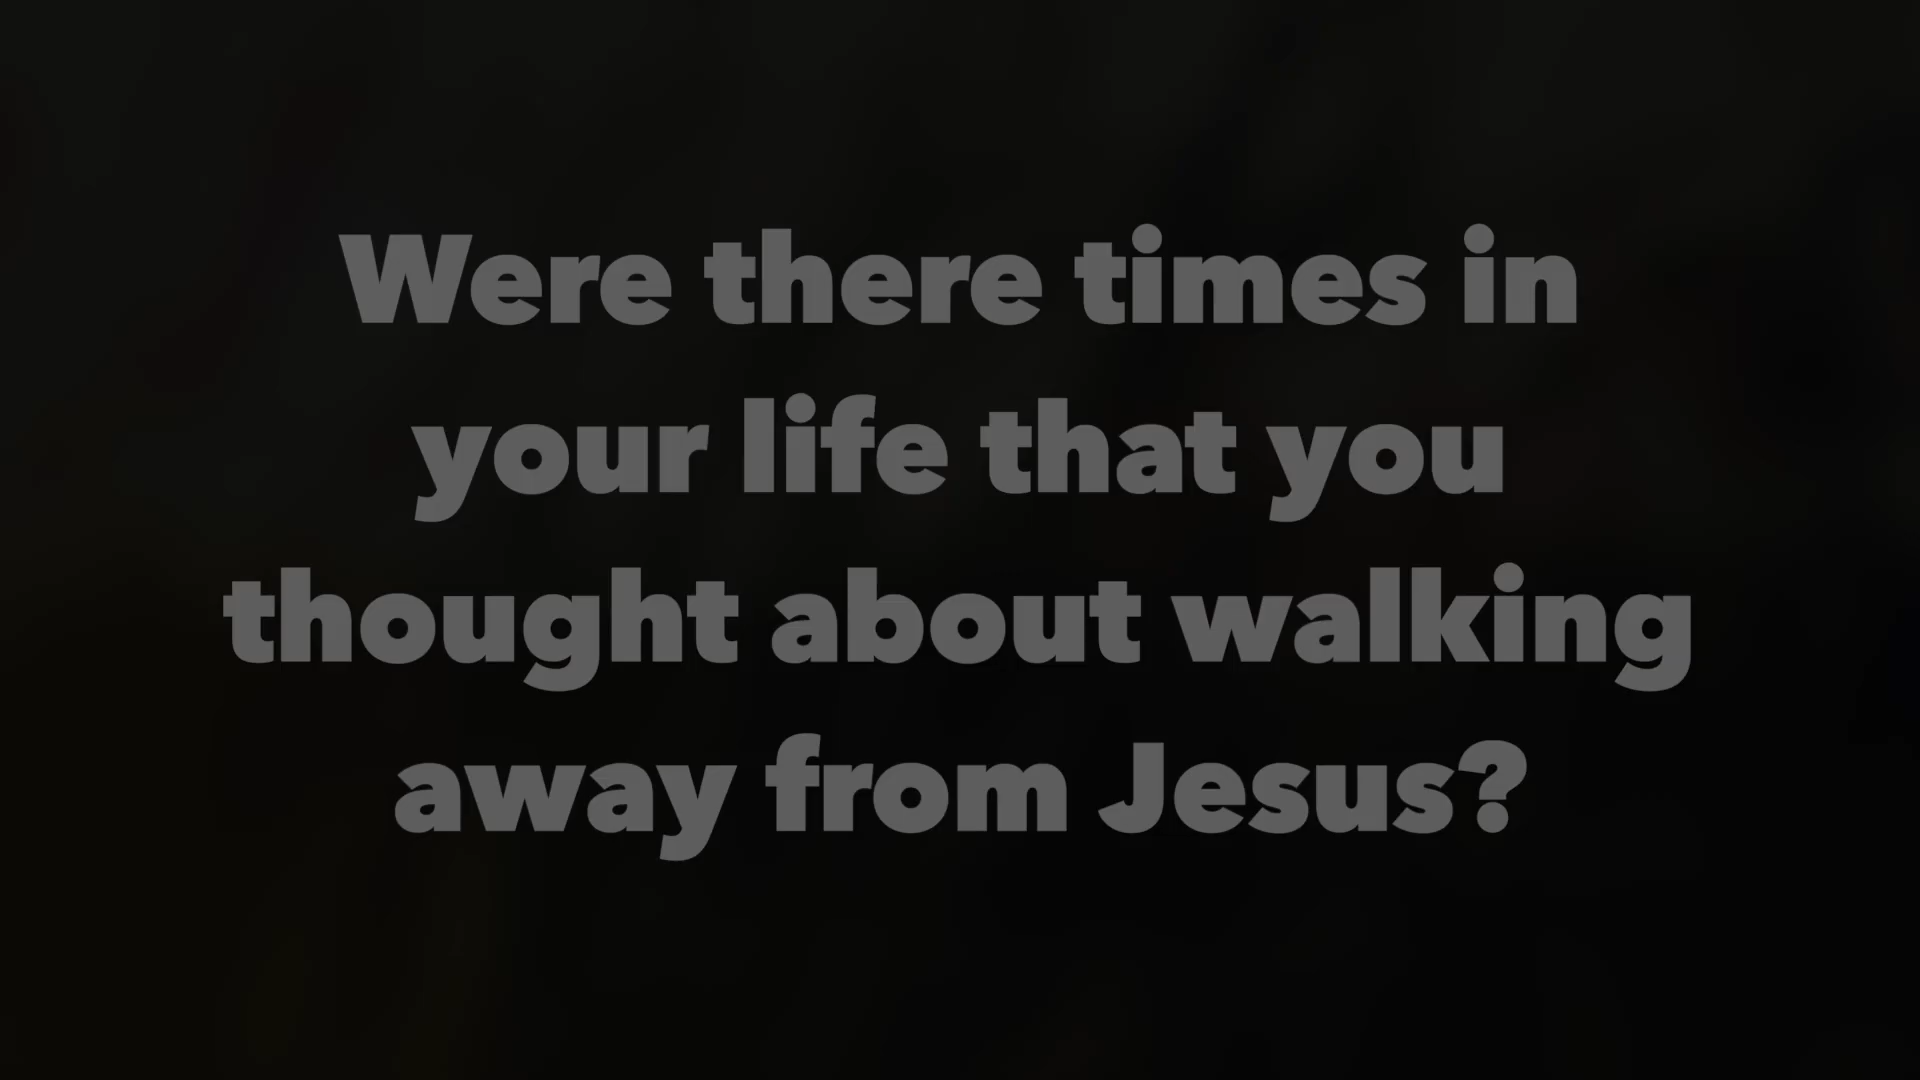 Were there times in
your life that you
thought about walking
away from Jesus?